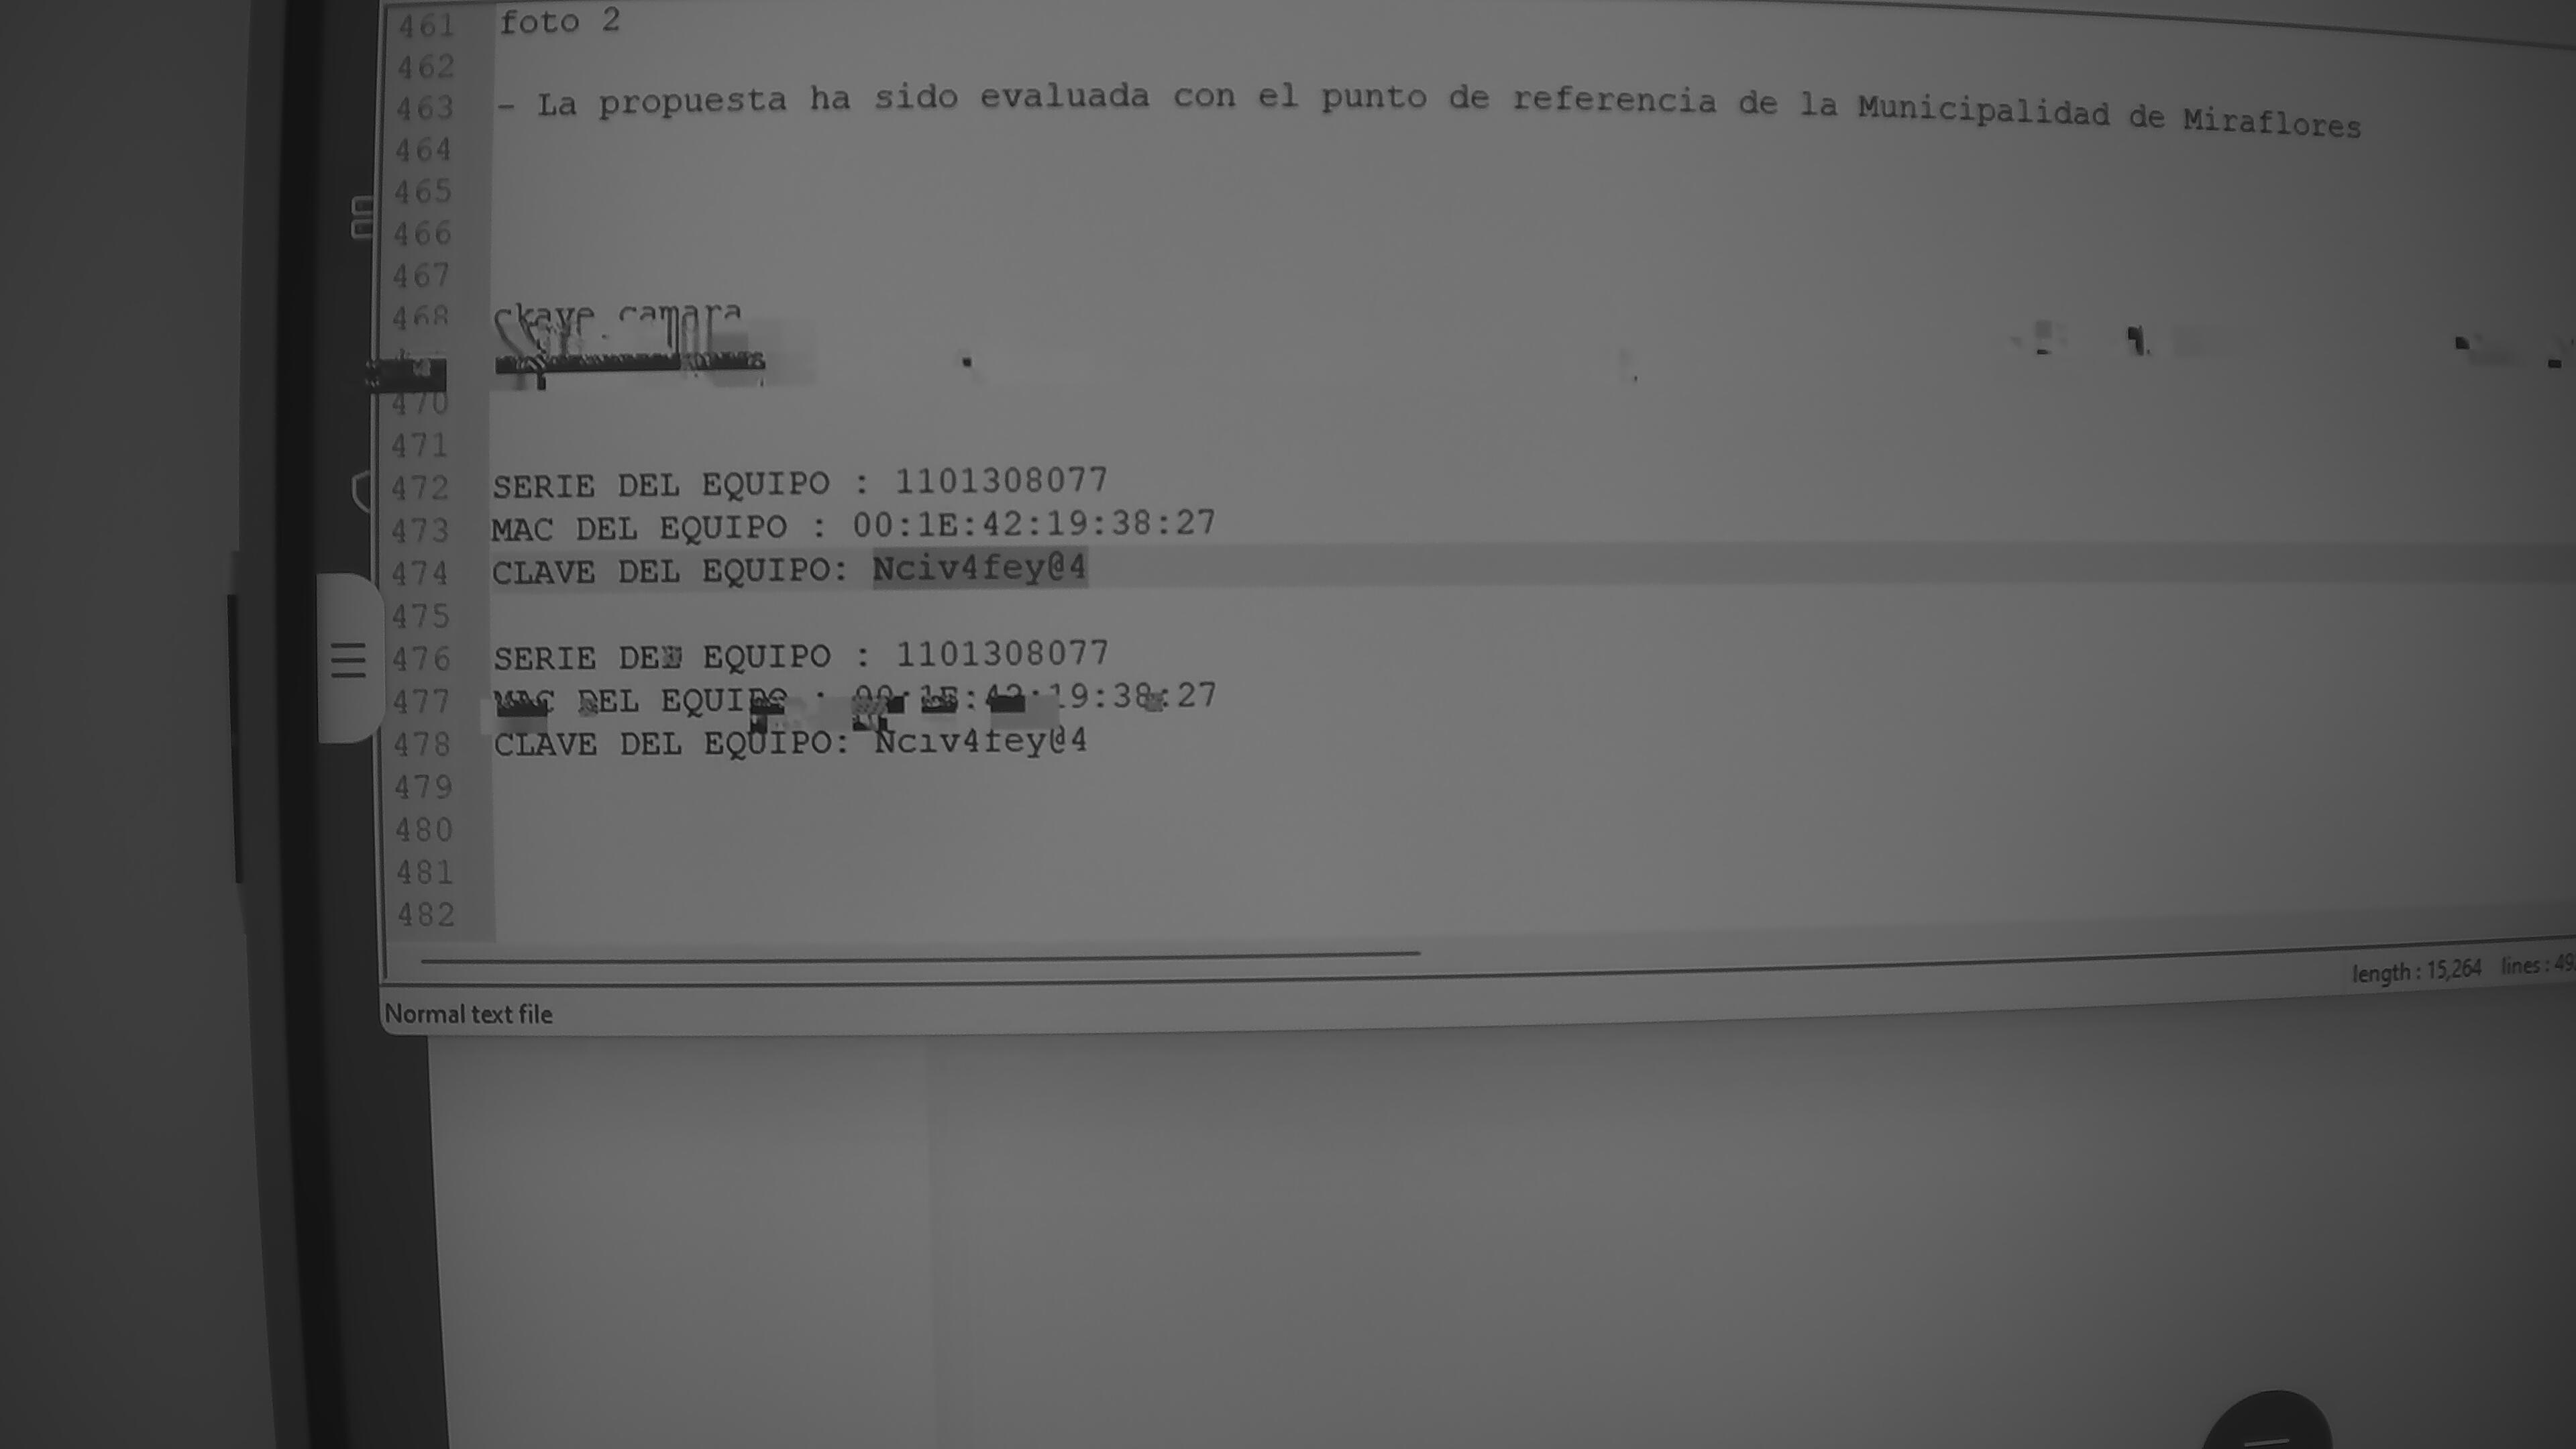 461 foto 2
462
463 - La propuesta ha sido evaluada con el punto de referencia de la Municipalidad de Miraflores
464
465
466
467
468 ckave camara
470
471
472 SERIE DEL EQUIPO : 1101308077
473 MAC DEL EQUIPO : 00:1E:42:19:38:27
474 CLAVE DEL EQUIPO: Nciv4fey@4
475
476 SERIE DEL EQUIPO : 1101308077
477 MAC DEL EQUIPO : 00:1E:42:19:38:27
478 CLAVE DEL EQUIPO: Nciv4fey@4
479
480
481
482
length : 15,264 lines : 49
Normal text file